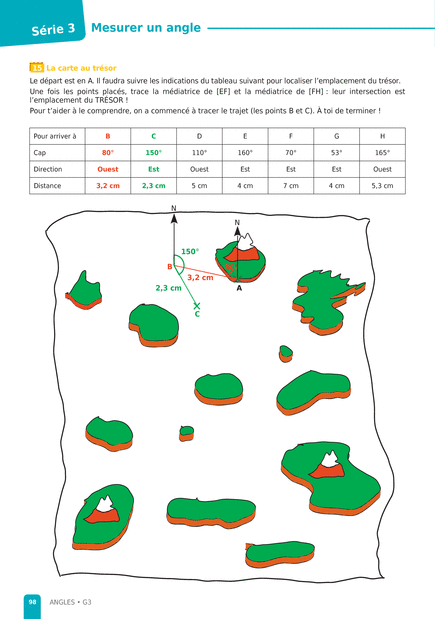 Série 3
Mesurer un angle
15 La carte au trésor
Le départ est en A. Il faudra suivre les indications du tableau suivant pour localiser l'emplacement du trésor.
Une fois les points placés, trace la médiatrice de [EF] et la médiatrice de [FH] : leur intersection est
l'emplacement du TRÉSOR !
Pour t'aider à le comprendre, on a commencé à tracer le trajet (les points B et C). À toi de terminer !
Pour arriver à B C D E F G H
Cap 80° 150° 110° 160° 70° 53° 165°
Direction Ouest Est Ouest Est Est Est Ouest
Distance 3,2 cm 2,3 cm 5 cm 4 cm 7 cm 4 cm 5,3 cm
N
N
150°
B
3,2 cm
2,3 cm
A
C
98 ANGLES • G3